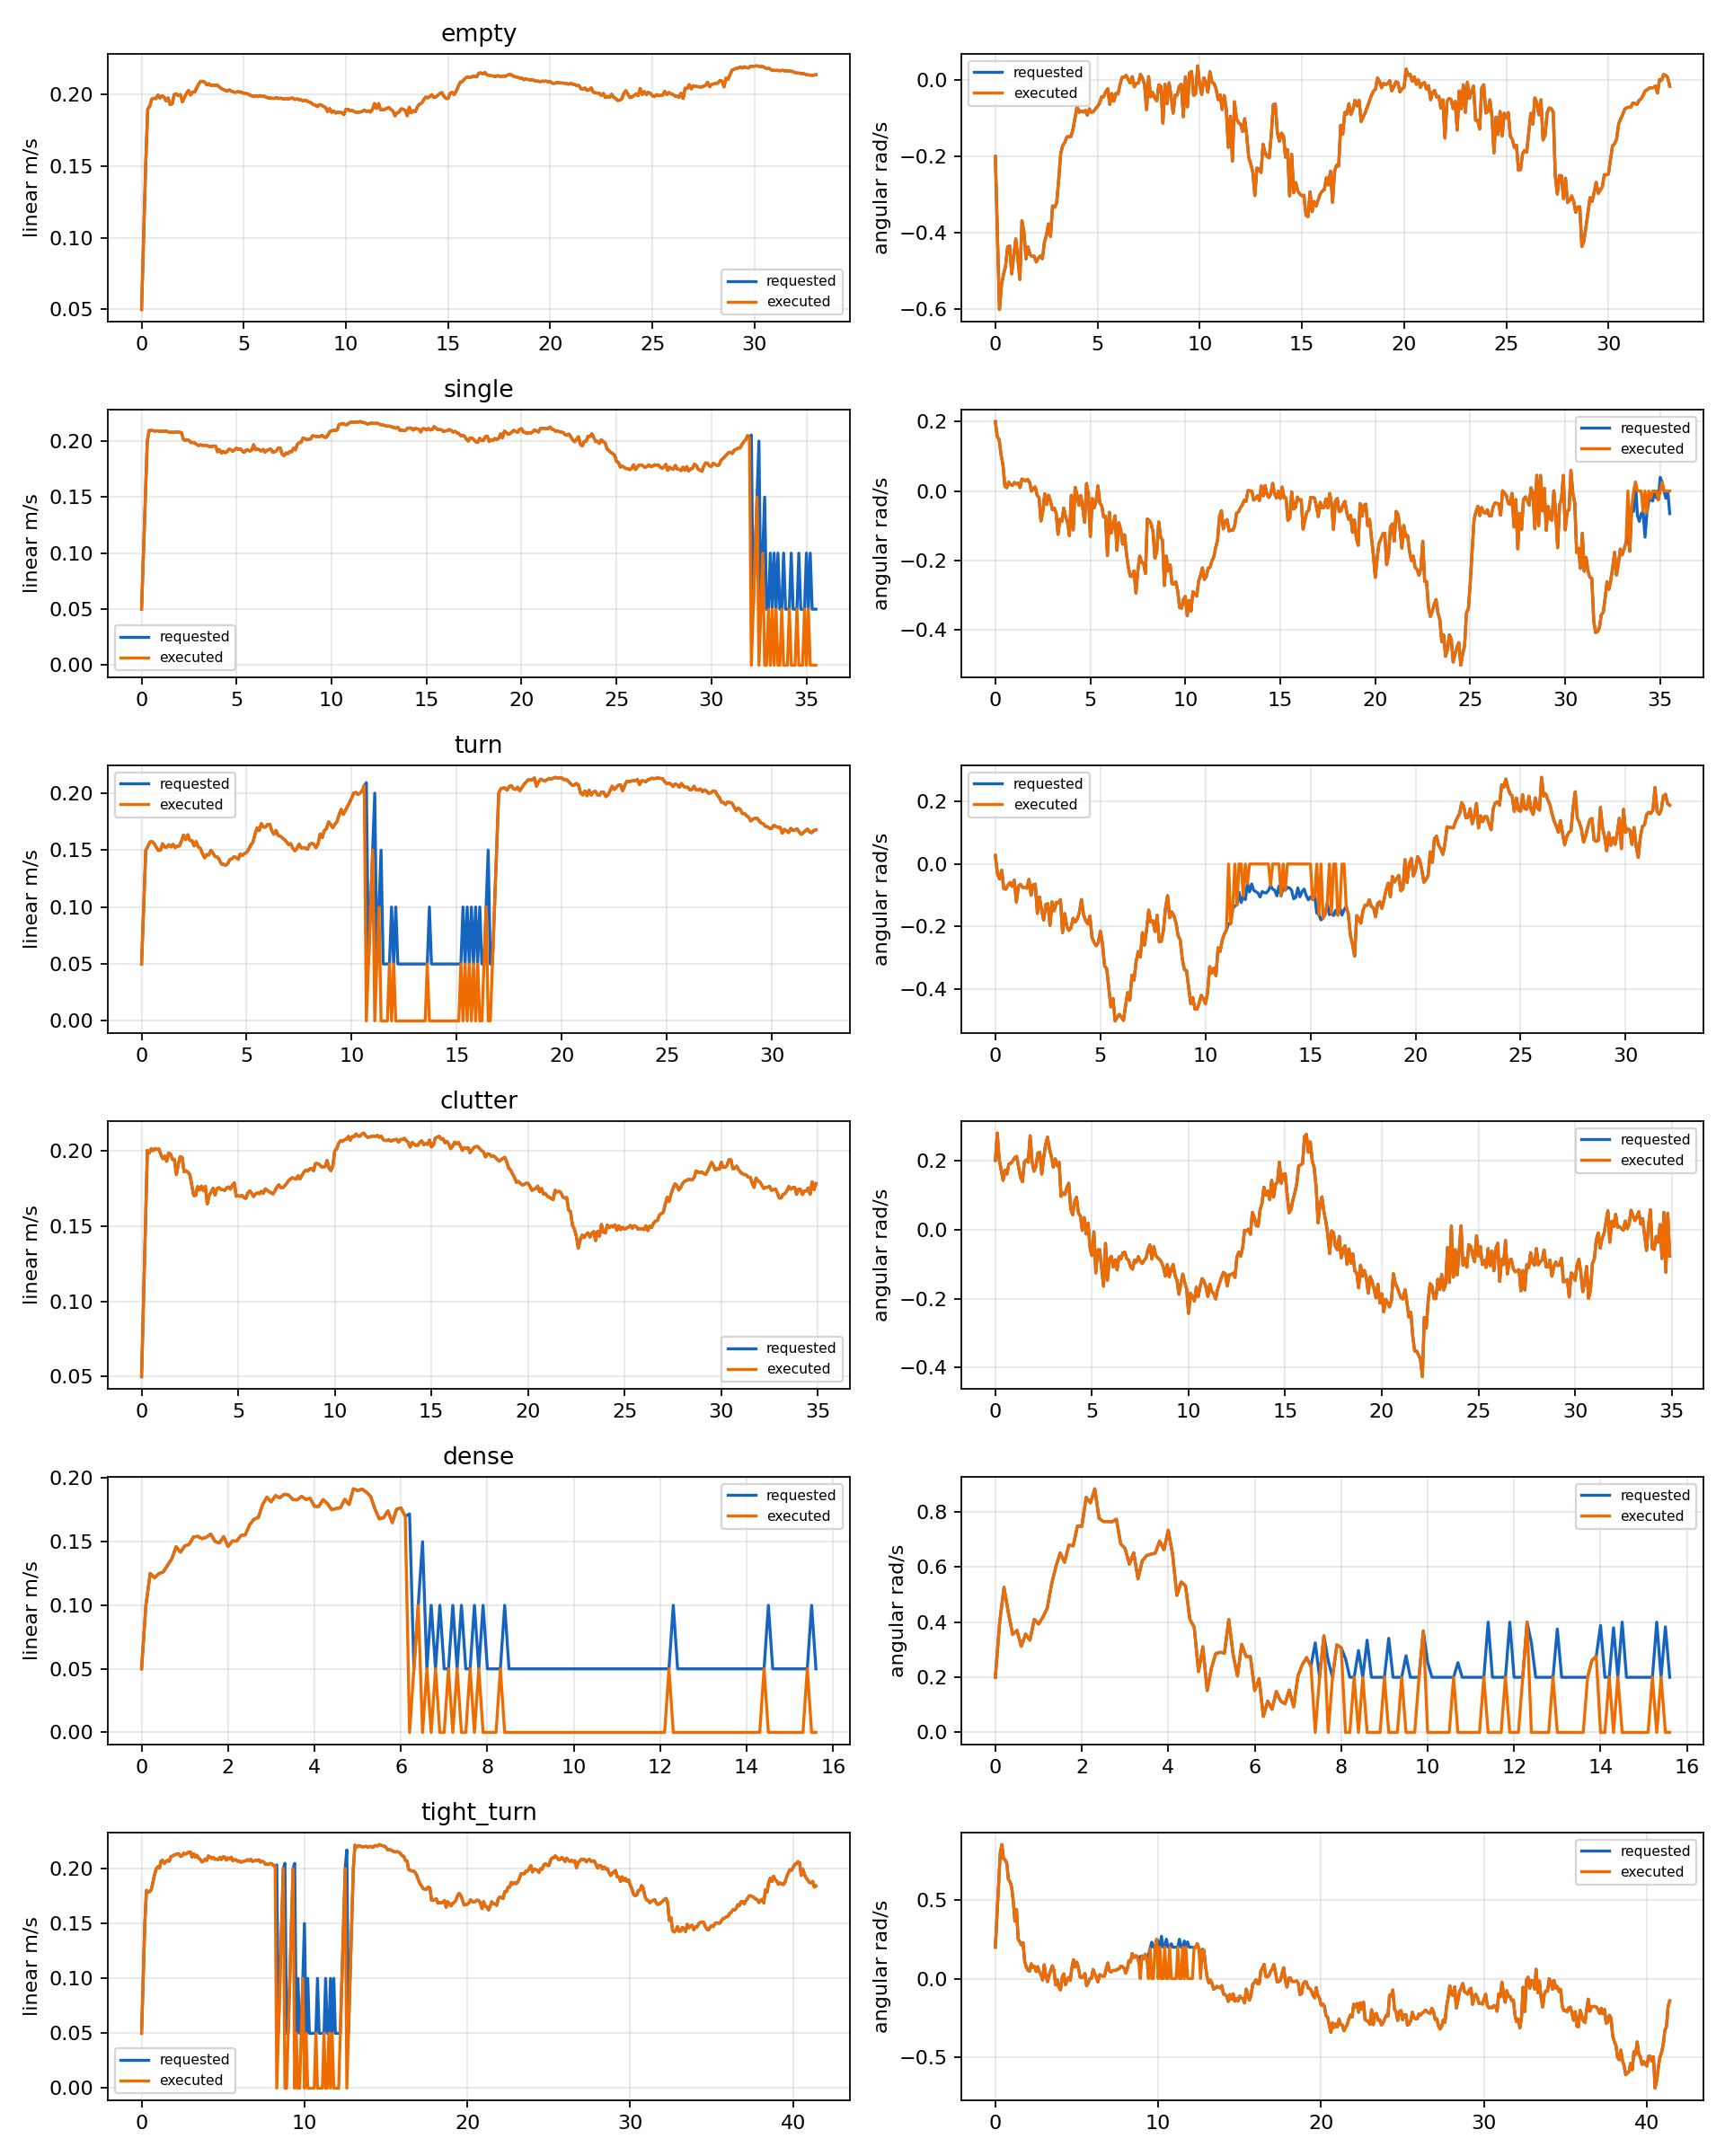 empty
linear m/s
0.20
0.15
0.10
0.05
requested
executed
0 5 10 15 20 25 30
angular rad/s
0.0
−0.2
−0.4
−0.6
requested
executed
0 5 10 15 20 25 30
single
linear m/s
0.20
0.15
0.10
0.05
0.00
requested
executed
0 5 10 15 20 25 30 35
angular rad/s
0.2
0.0
−0.2
−0.4
requested
executed
0 5 10 15 20 25 30 35
turn
linear m/s
0.20
0.15
0.10
0.05
0.00
requested
executed
0 5 10 15 20 25 30
angular rad/s
0.2
0.0
−0.2
−0.4
requested
executed
0 5 10 15 20 25 30
clutter
linear m/s
0.20
0.15
0.10
0.05
requested
executed
0 5 10 15 20 25 30 35
angular rad/s
0.2
0.0
−0.2
−0.4
requested
executed
0 5 10 15 20 25 30 35
dense
linear m/s
0.20
0.15
0.10
0.05
0.00
requested
executed
0 2 4 6 8 10 12 14 16
angular rad/s
0.8
0.6
0.4
0.2
0.0
requested
executed
0 2 4 6 8 10 12 14 16
tight_turn
linear m/s
0.20
0.15
0.10
0.05
0.00
requested
executed
0 10 20 30 40
angular rad/s
0.5
0.0
−0.5
requested
executed
0 10 20 30 40